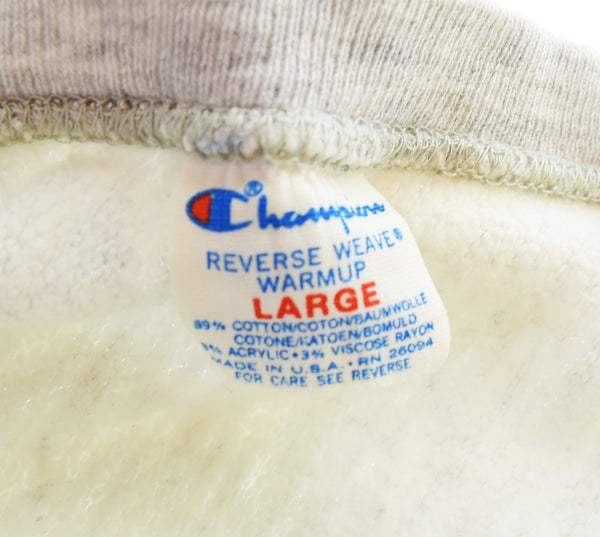 Champion®
REVERSE WEAVE®
WARMUP
LARGE
89% COTTON/COTON/BAUMWOLLE
COTONE/KATOEN/BOMULD
ACRYLIC • 3% VISCOSE RAYON
MADE IN U.S.A. • RN 26094
FOR CARE SEE REVERSE